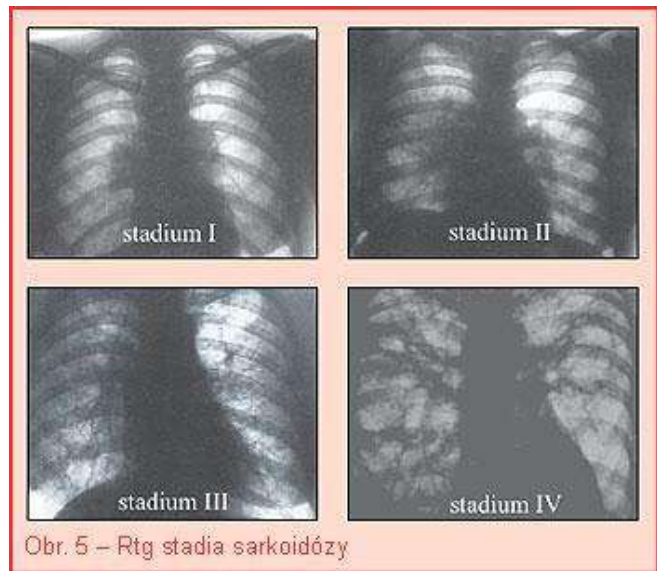 stadium I
stadium II
stadium III
stadium IV
Obr. 5 – Rtg stadia sarkoidózy